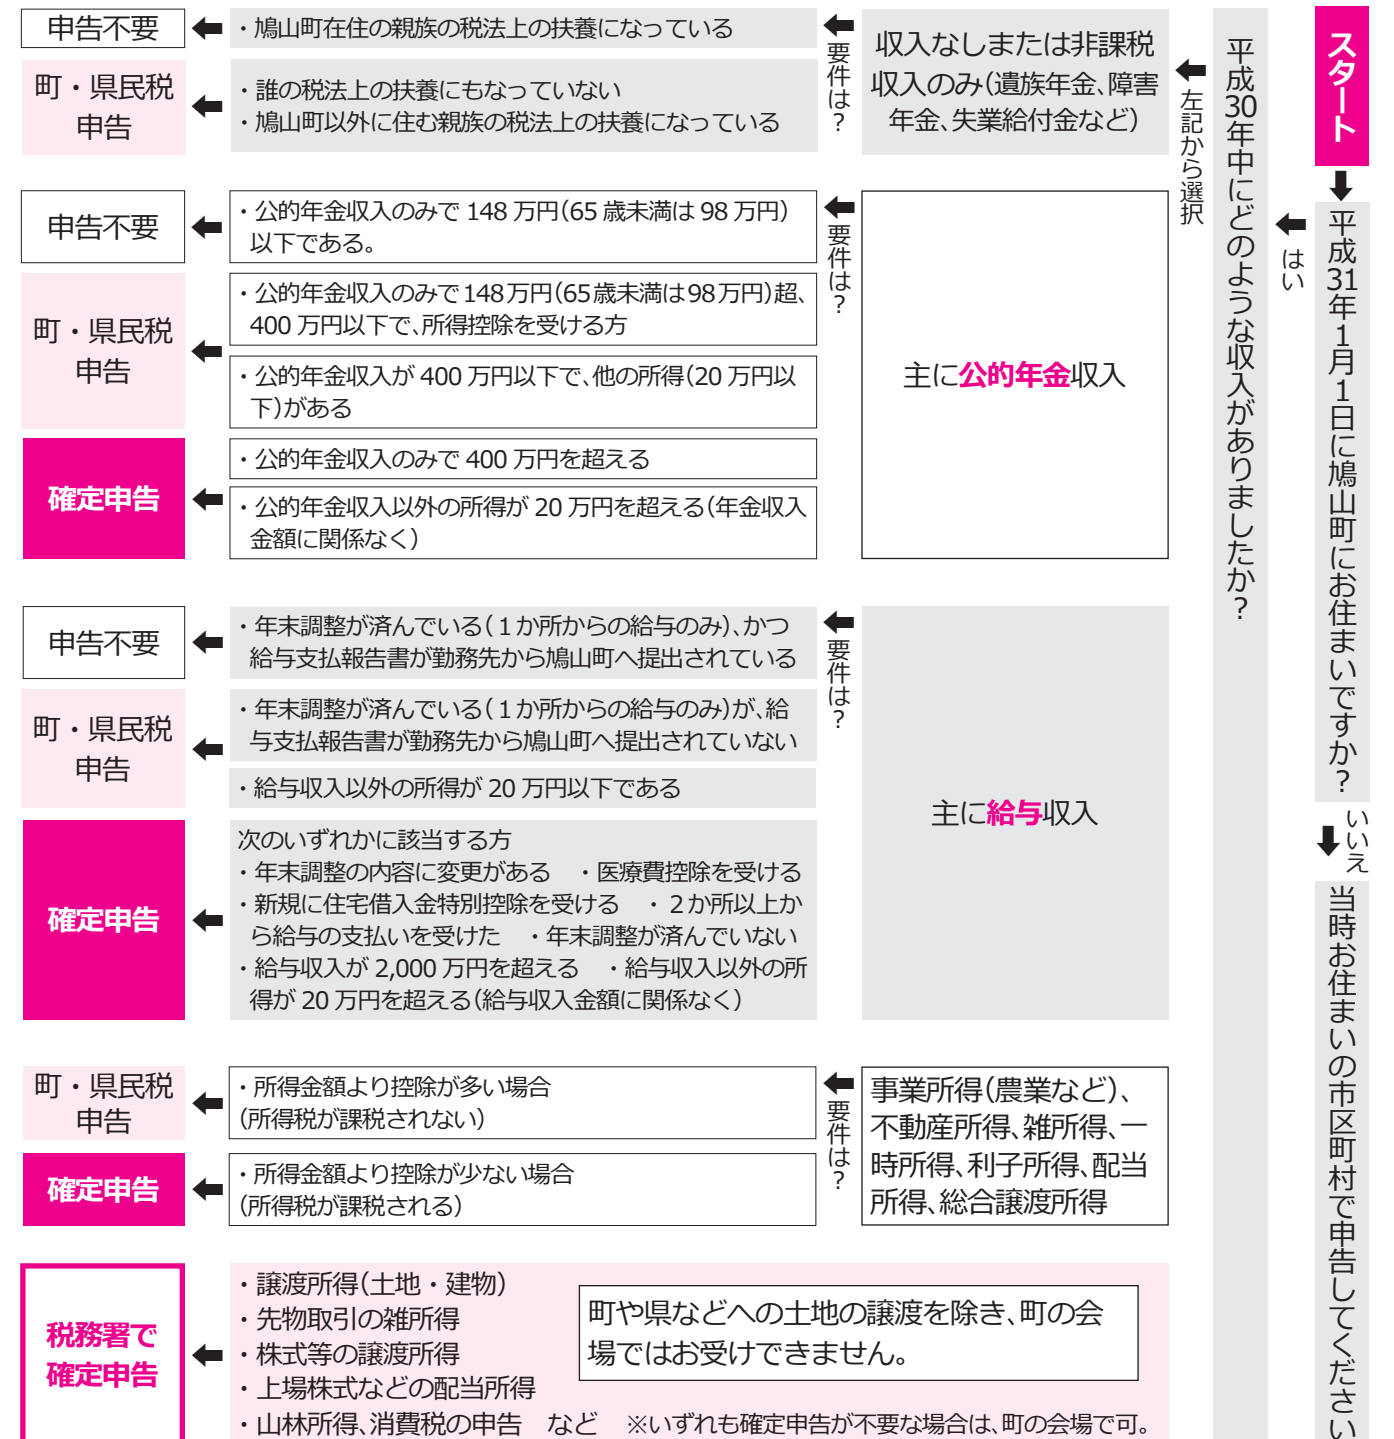 スタート
平成31年1月1日に鳩山町にお住まいですか？
いいえ
当時お住まいの市区町村で申告してください
はい
平成30年中にどのような収入がありましたか？
左記から選択
収入なしまたは非課税
収入のみ（遺族年金、障害
年金、失業給付金など）
要件は？
・鳩山町在住の親族の税法上の扶養になっている
申告不要
・誰の税法上の扶養にもなっていない
・鳩山町以外に住む親族の税法上の扶養になっている
町・県民税
申告
主に公的年金収入
要件は？
・公的年金収入のみで 148 万円（65 歳未満は 98 万円）
以下である。
申告不要
・公的年金収入のみで148万円（65歳未満は98万円）超、
400 万円以下で、所得控除を受ける方
・公的年金収入が 400 万円以下で、他の所得（20 万円以
下）がある
町・県民税
申告
・公的年金収入のみで 400 万円を超える
・公的年金収入以外の所得が 20 万円を超える（年金収入
金額に関係なく）
確定申告
主に給与収入
要件は？
・年末調整が済んでいる（１か所からの給与のみ）、かつ
給与支払報告書が勤務先から鳩山町へ提出されている
申告不要
・年末調整が済んでいる（１か所からの給与のみ）が、給
与支払報告書が勤務先から鳩山町へ提出されていない
・給与収入以外の所得が 20 万円以下である
町・県民税
申告
次のいずれかに該当する方
・年末調整の内容に変更がある　・医療費控除を受ける
・新規に住宅借入金特別控除を受ける　・２か所以上か
ら給与の支払いを受けた　・年末調整が済んでいない
・給与収入が 2,000 万円を超える　・給与収入以外の所
得が 20 万円を超える（給与収入金額に関係なく）
確定申告
事業所得（農業など）、
不動産所得、雑所得、一
時所得、利子所得、配当
所得、総合譲渡所得
要件は？
・所得金額より控除が多い場合
（所得税が課税されない）
町・県民税
申告
・所得金額より控除が少ない場合
（所得税が課税される）
確定申告
・譲渡所得（土地・建物）
・先物取引の雑所得
・株式等の譲渡所得
・上場株式などの配当所得
・山林所得、消費税の申告　など　※いずれも確定申告が不要な場合は、町の会場で可。
町や県などへの土地の譲渡を除き、町の会
場ではお受けできません。
税務署で
確定申告